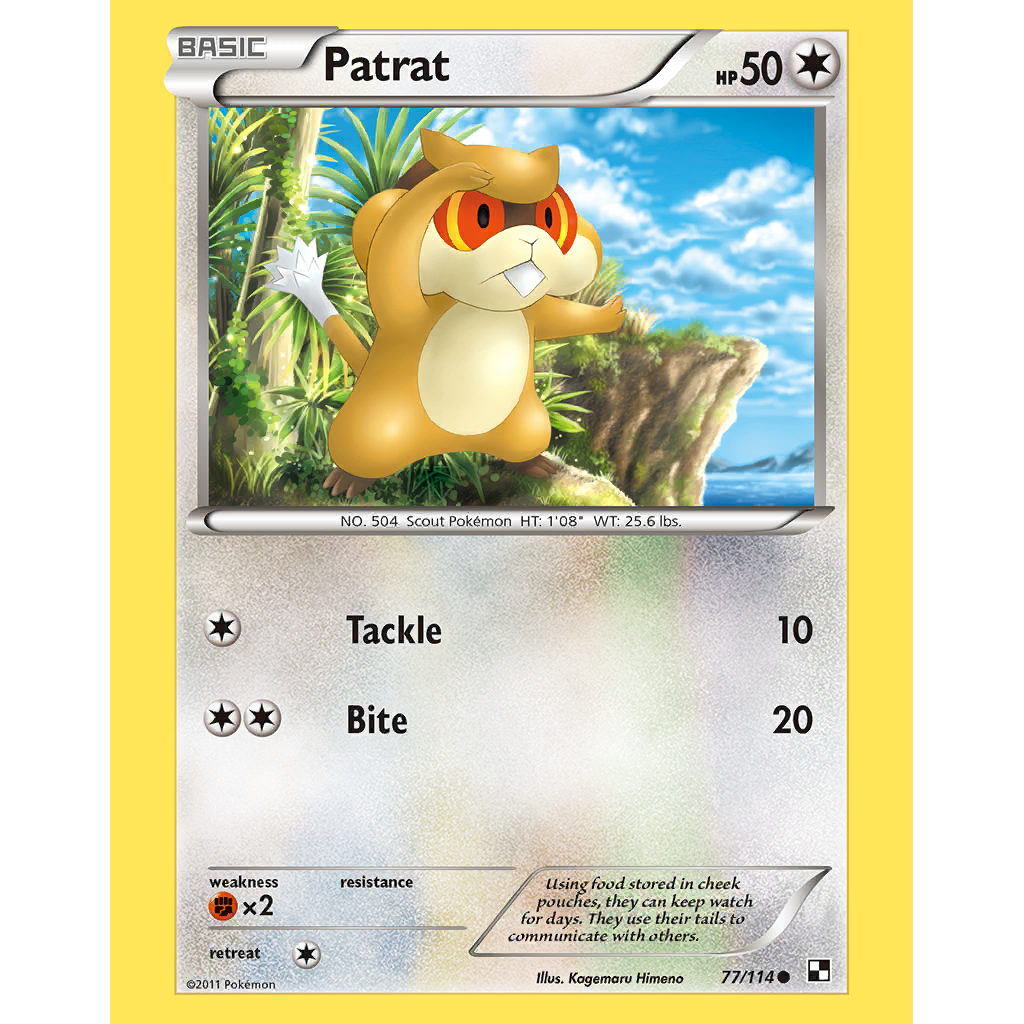 BASIC Patrat HP 50
NO. 504 Scout Pokémon HT: 1'08" WT: 25.6 lbs.
Tackle 10
Bite 20
weakness resistance
×2
retreat
Using food stored in cheek
pouches, they can keep watch
for days. They use their tails to
communicate with others.
©2011 Pokémon
Illus. Kagemaru Himeno 77/114